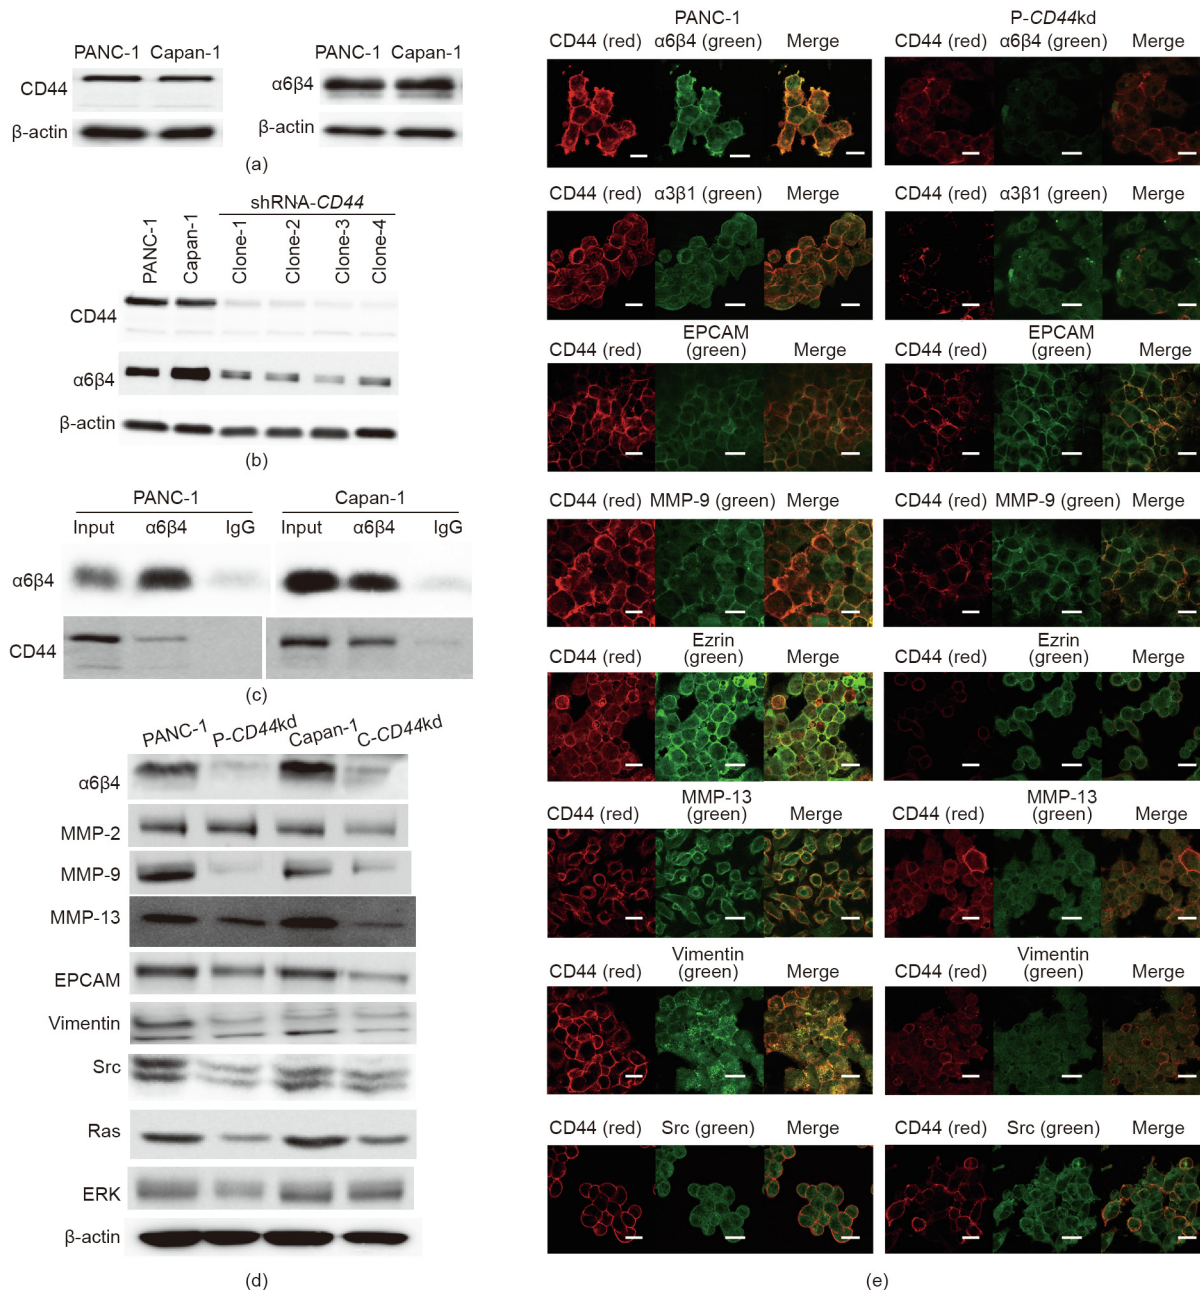 PANC-1 Capan-1
CD44
β-actin
PANC-1 Capan-1
α6β4
β-actin
(a)
shRNA-CD44
PANC-1 Capan-1 Clone-1 Clone-2 Clone-3 Clone-4
CD44
α6β4
β-actin
(b)
PANC-1 Capan-1
Input α6β4 IgG Input α6β4 IgG
α6β4
CD44
(c)
PANC-1 P-CD44kd Capan-1 C-CD44kd
α6β4
MMP-2
MMP-9
MMP-13
EPCAM
Vimentin
Src
Ras
ERK
β-actin
(d)
PANC-1 P-CD44kd
CD44 (red) α6β4 (green) Merge CD44 (red) α6β4 (green) Merge
CD44 (red) α3β1 (green) Merge CD44 (red) α3β1 (green) Merge
EPCAM EPCAM
CD44 (red) (green) Merge CD44 (red) (green) Merge
CD44 (red) MMP-9 (green) Merge CD44 (red) MMP-9 (green) Merge
Ezrin Ezrin
CD44 (red) (green) Merge CD44 (red) (green) Merge
MMP-13 MMP-13
CD44 (red) (green) Merge CD44 (red) (green) Merge
Vimentin Vimentin
CD44 (red) (green) Merge CD44 (red) (green) Merge
CD44 (red) Src (green) Merge CD44 (red) Src (green) Merge
(e)